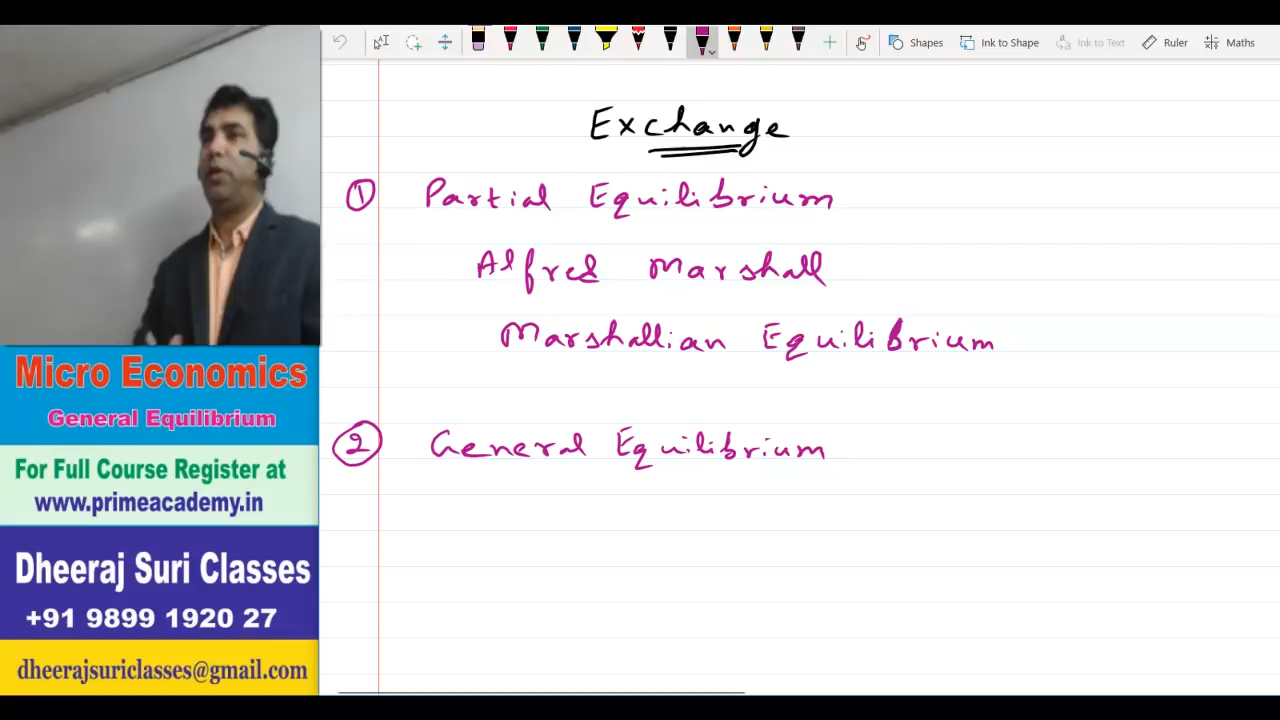 Shapes Ink to Shape Ink to Text Ruler Maths
Exchange
① Partial Equilibrium
Alfred Marshall
Marshallian Equilibrium
② General Equilibrium
Micro Economics
General Equilibrium
For Full Course Register at
www.primeacademy.in
Dheeraj Suri Classes
+91 9899 1920 27
dheerajsuriclasses@gmail.com